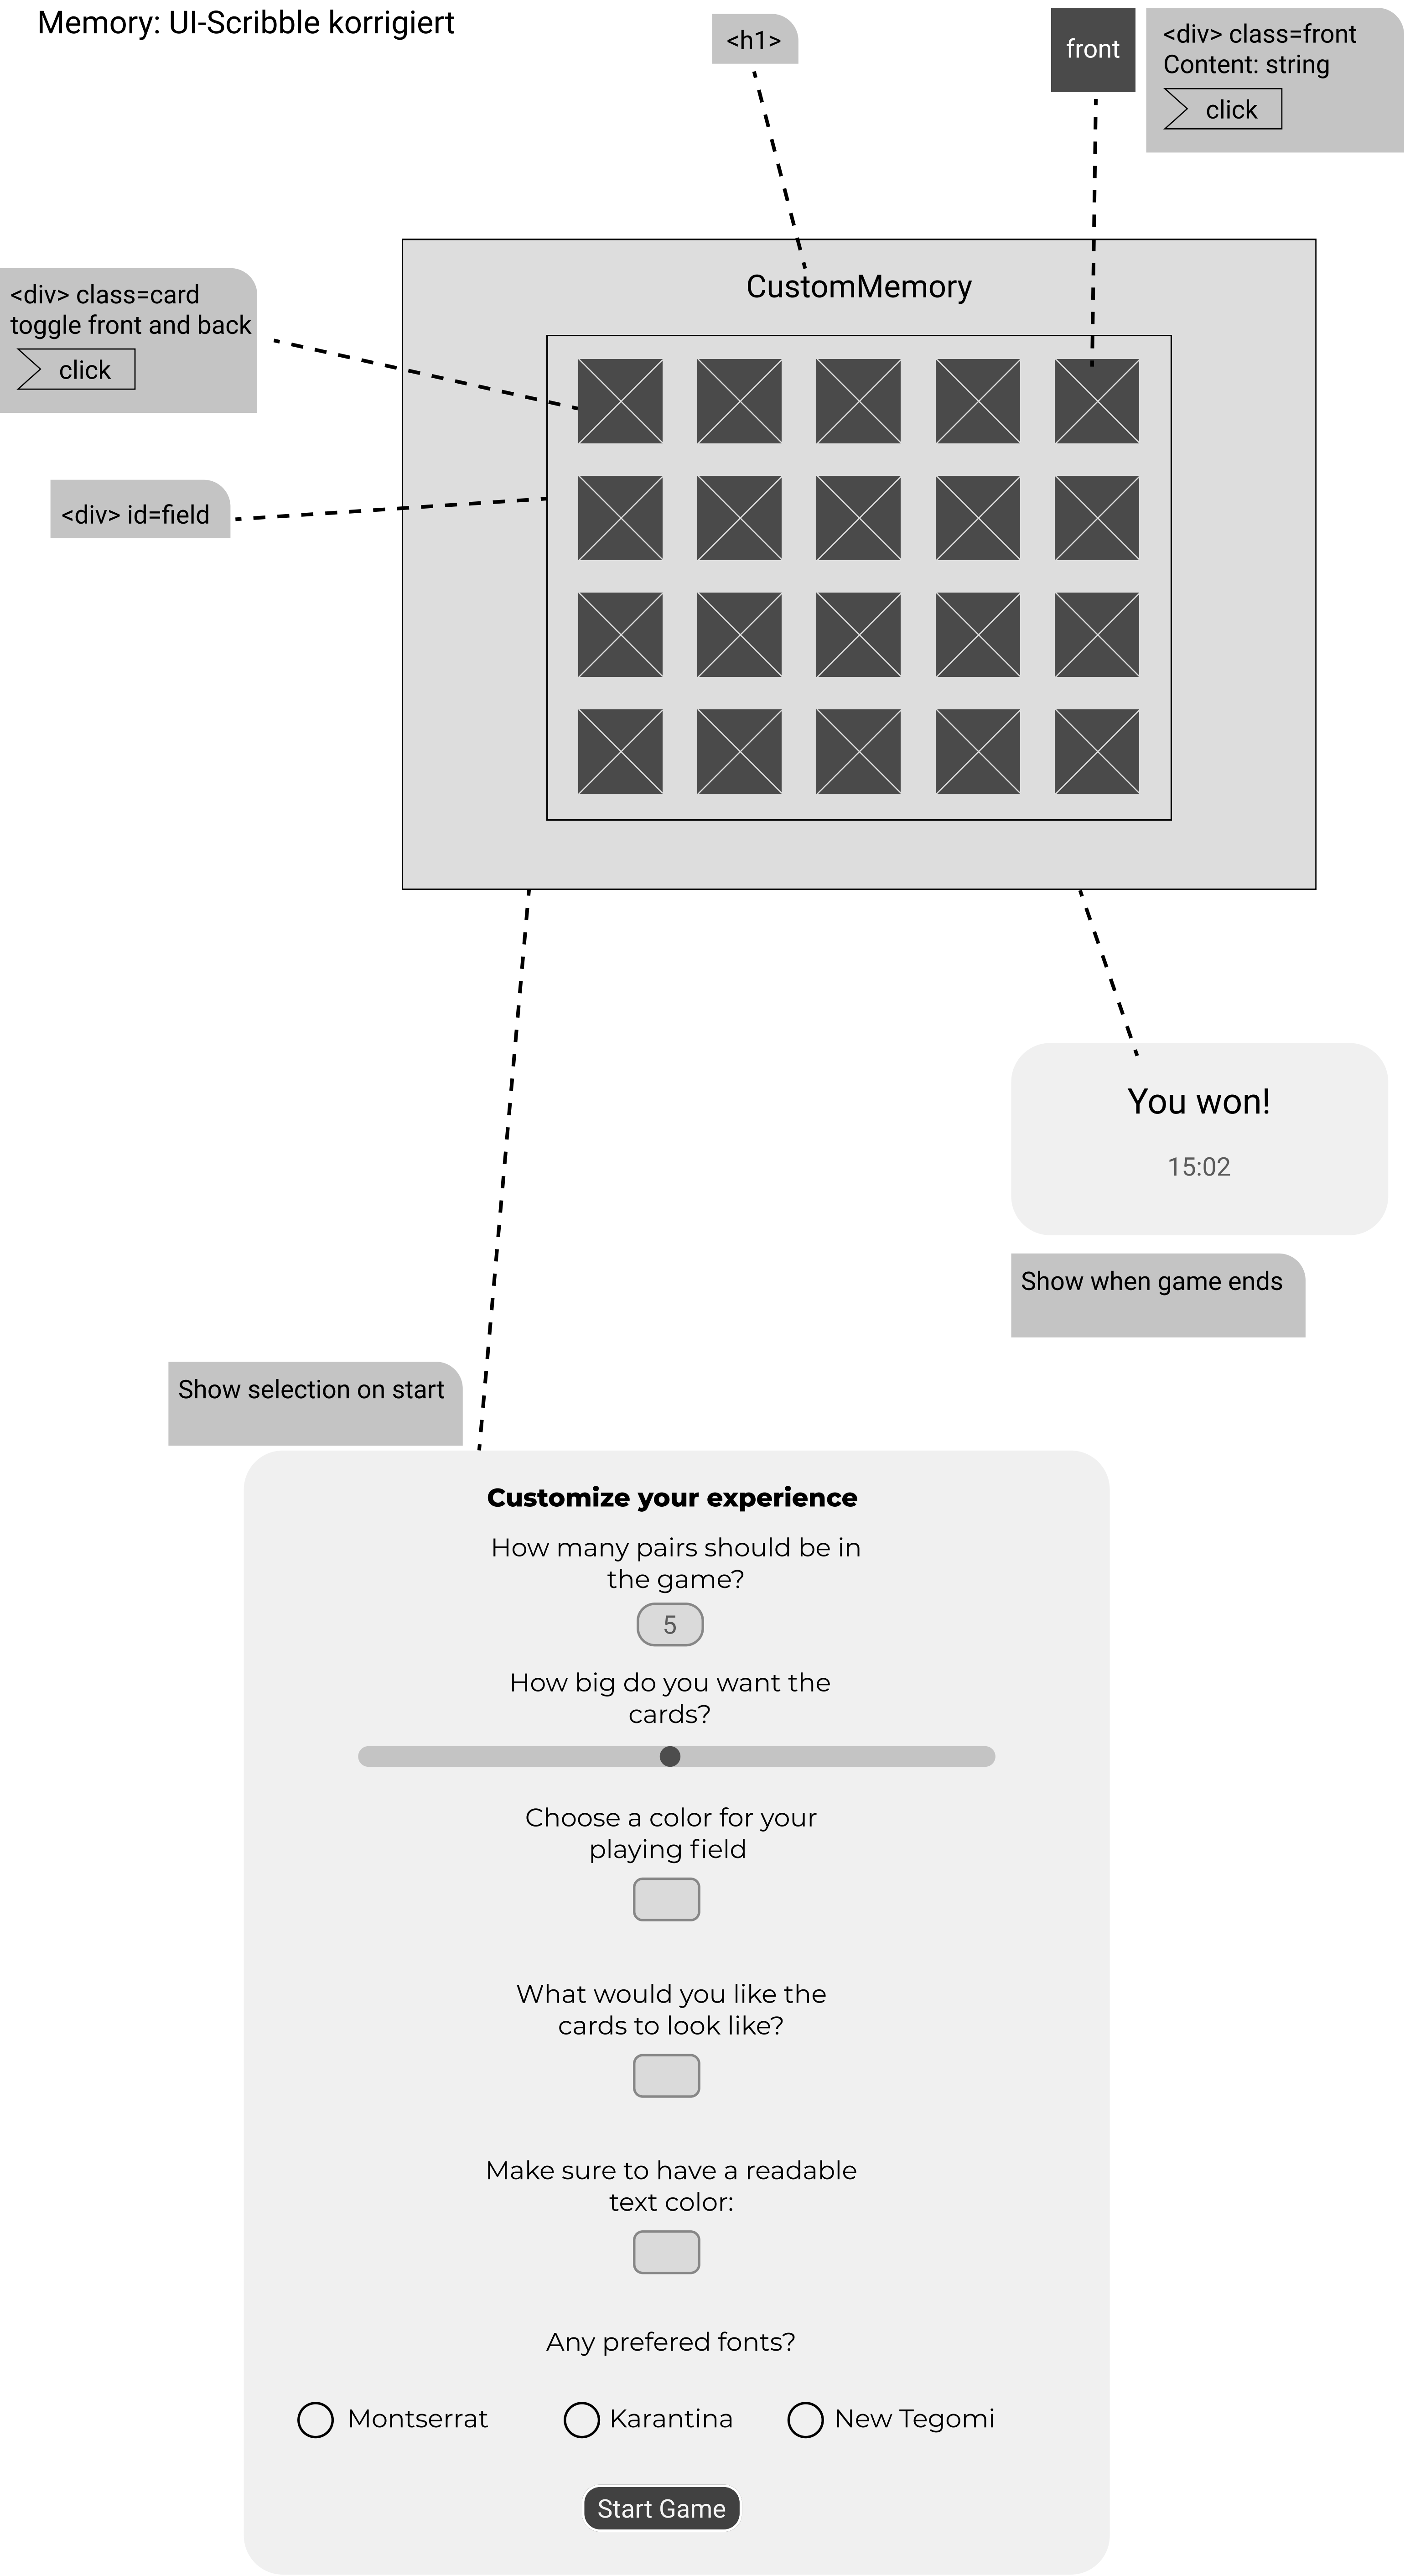 Memory: UI-Scribble korrigiert
<h1>
front
<div> class=front
Content: string
click
<div> class=card
toggle front and back
click
CustomMemory
<div> id=field
You won!
15:02
Show when game ends
Show selection on start
Customize your experience
How many pairs should be in
the game?
5
How big do you want the
cards?
Choose a color for your
playing field
What would you like the
cards to look like?
Make sure to have a readable
text color:
Any prefered fonts?
Montserrat
Karantina
New Tegomi
Start Game